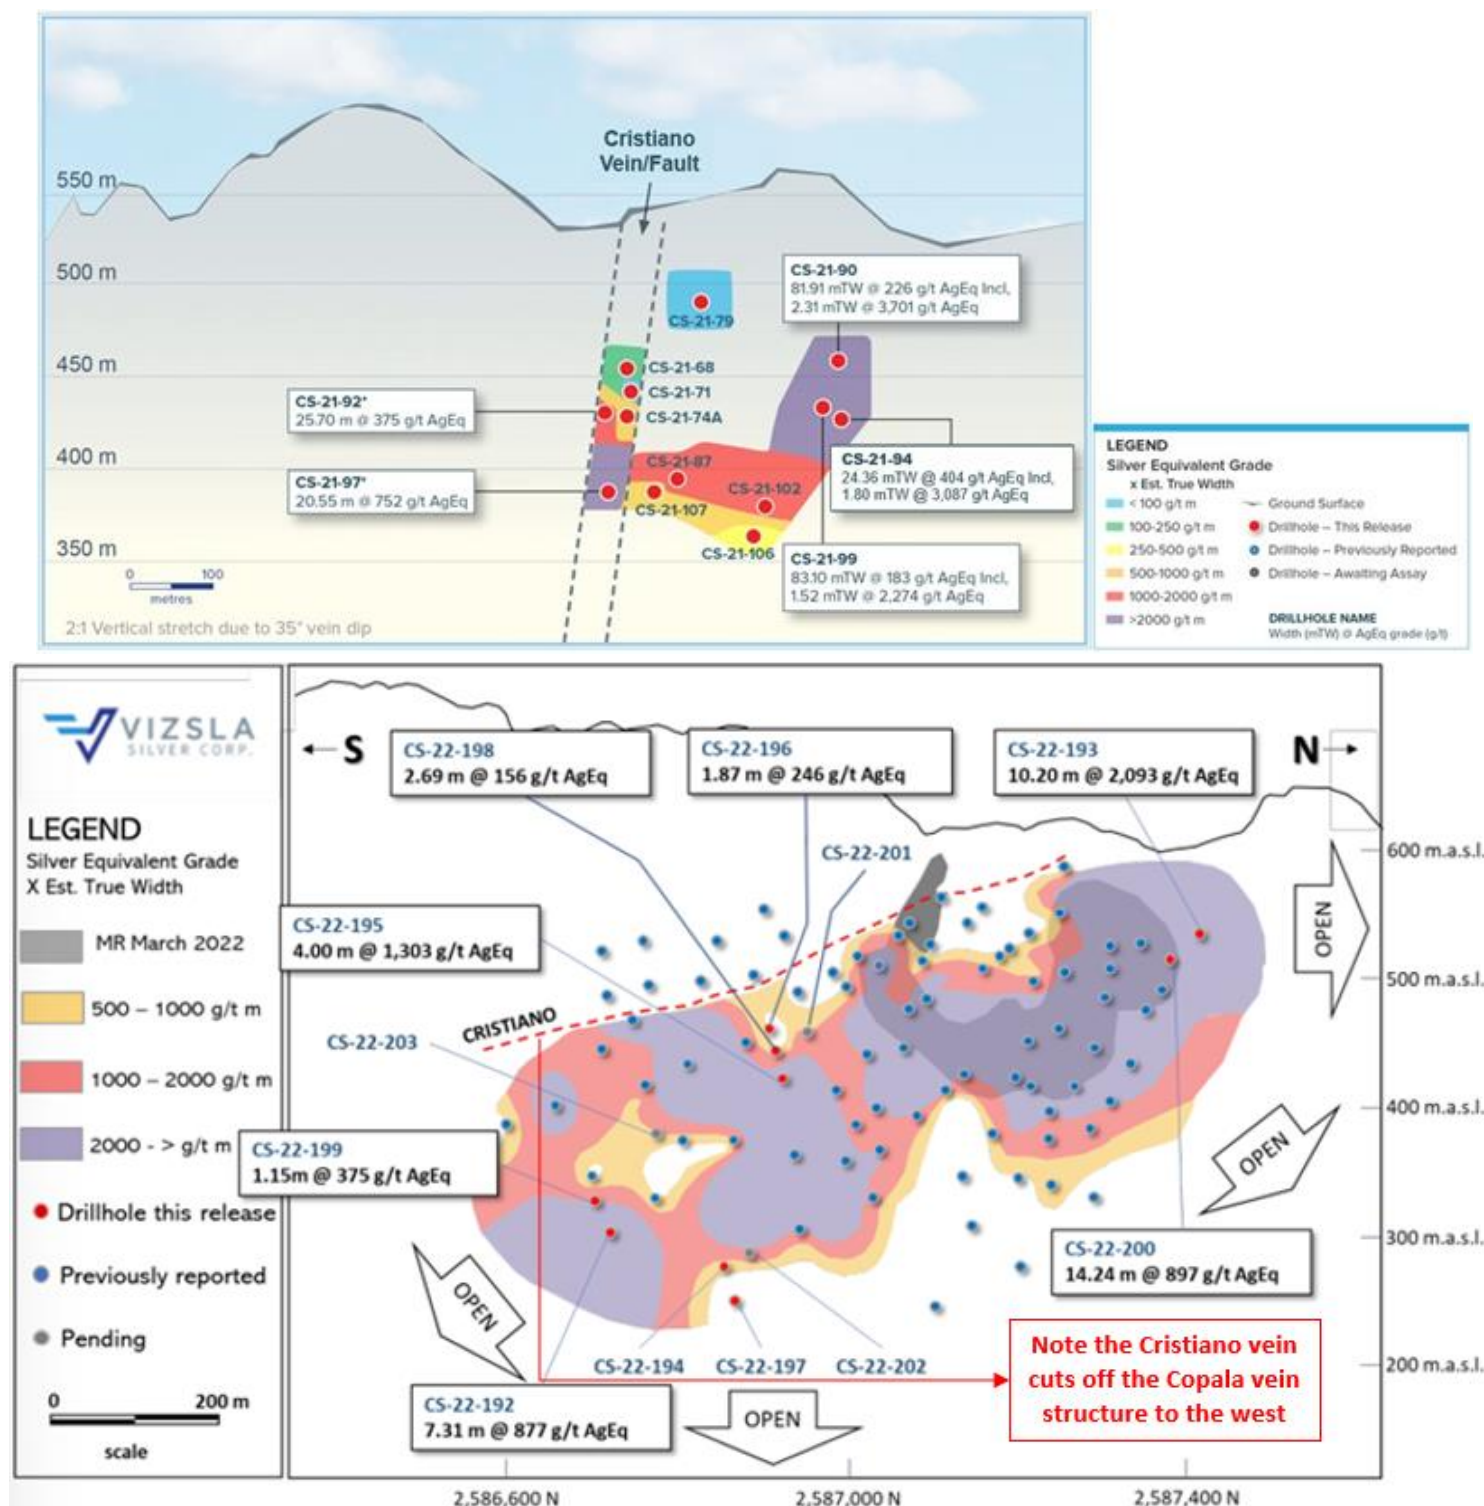 Cristiano
Vein/Fault
550 m
500 m
450 m
400 m
350 m
CS-21-90
81.91 mTW @ 226 g/t AgEq Incl,
2.31 mTW @ 3,701 g/t AgEq
CS-21-79
CS-21-68
CS-21-71
CS-21-74A
CS-21-92*
25.70 m @ 375 g/t AgEq
CS-21-97*
20.55 m @ 752 g/t AgEq
CS-21-87
CS-21-102
CS-21-107
CS-21-106
CS-21-94
24.36 mTW @ 404 g/t AgEq Incl,
1.80 mTW @ 3,087 g/t AgEq
CS-21-99
83.10 mTW @ 183 g/t AgEq Incl,
1.52 mTW @ 2,274 g/t AgEq
0 100
metres
2:1 Vertical stretch due to 35° vein dip
LEGEND
Silver Equivalent Grade
x Est. True Width
< 100 g/t m
100-250 g/t m
250-500 g/t m
500-1000 g/t m
1000-2000 g/t m
>2000 g/t m
Ground Surface
Drillhole – This Release
Drillhole – Previously Reported
Drillhole – Awaiting Assay
DRILLHOLE NAME
Width (mTW) @ AgEq grade (g/t)
VIZSLA
SILVER CORP.
LEGEND
Silver Equivalent Grade
X Est. True Width
MR March 2022
500 – 1000 g/t m
1000 – 2000 g/t m
2000 - > g/t m
Drillhole this release
Previously reported
Pending
0 200 m
scale
S
N
CS-22-198
2.69 m @ 156 g/t AgEq
CS-22-196
1.87 m @ 246 g/t AgEq
CS-22-193
10.20 m @ 2,093 g/t AgEq
CS-22-201
CS-22-195
4.00 m @ 1,303 g/t AgEq
CRISTIANO
CS-22-203
CS-22-199
1.15m @ 375 g/t AgEq
600 m.a.s.l.
500 m.a.s.l.
400 m.a.s.l.
300 m.a.s.l.
200 m.a.s.l.
OPEN
OPEN
OPEN
OPEN
CS-22-200
14.24 m @ 897 g/t AgEq
CS-22-194
CS-22-197
CS-22-202
CS-22-192
7.31 m @ 877 g/t AgEq
Note the Cristiano vein
cuts off the Copala vein
structure to the west
2,586,600 N
2,587,000 N
2,587,400 N